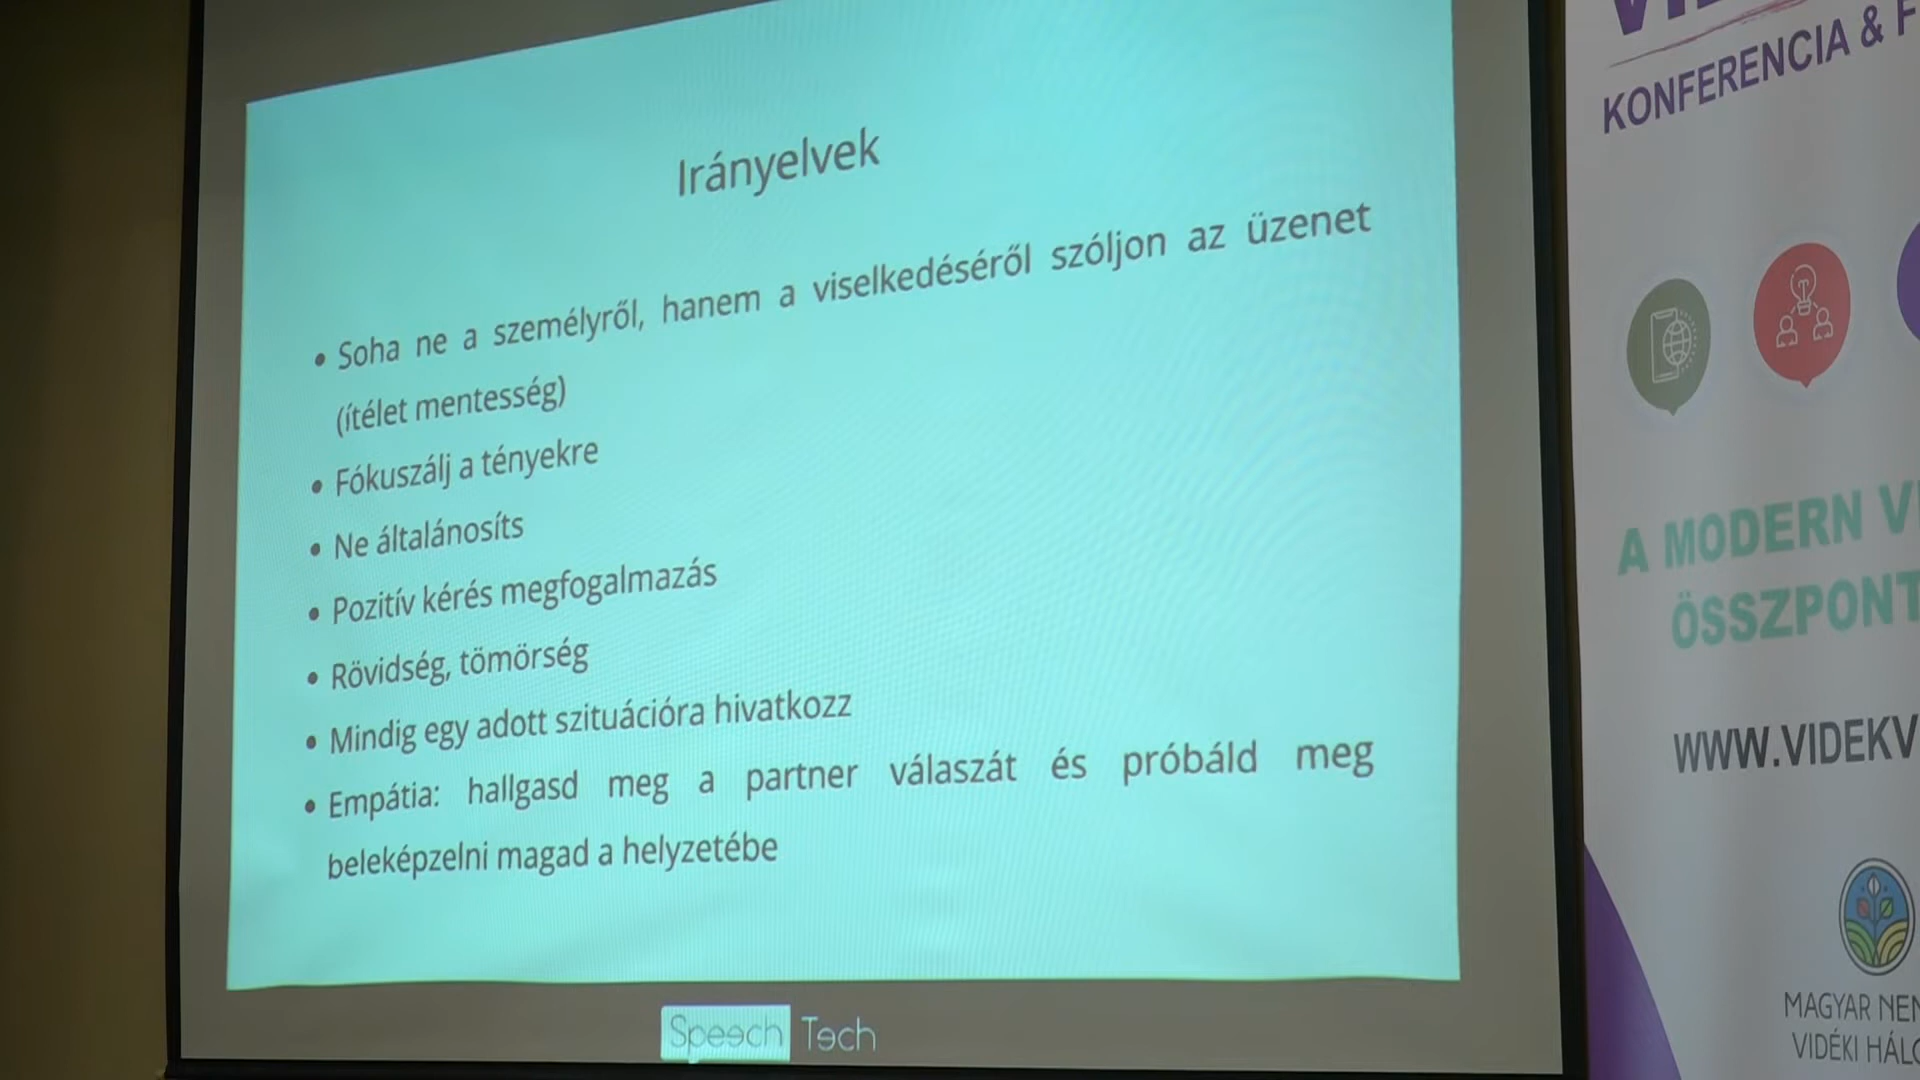 Irányelvek
• Soha ne a személyről, hanem a viselkedéséről szóljon az üzenet
(ítélet mentesség)
• Fókuszálj a tényekre
• Ne általánosíts
• Pozitív kérés megfogalmazás
• Rövidség, tömörség
• Mindig egy adott szituációra hivatkozz
• Empátia: hallgasd meg a partner válaszát és próbáld meg
beleképzelni magad a helyzetébe
Speech Tech
KONFERENCIA &
A MODERN
ÖSSZPONT
WWW.VIDEKV
MAGYAR
VIDÉKI